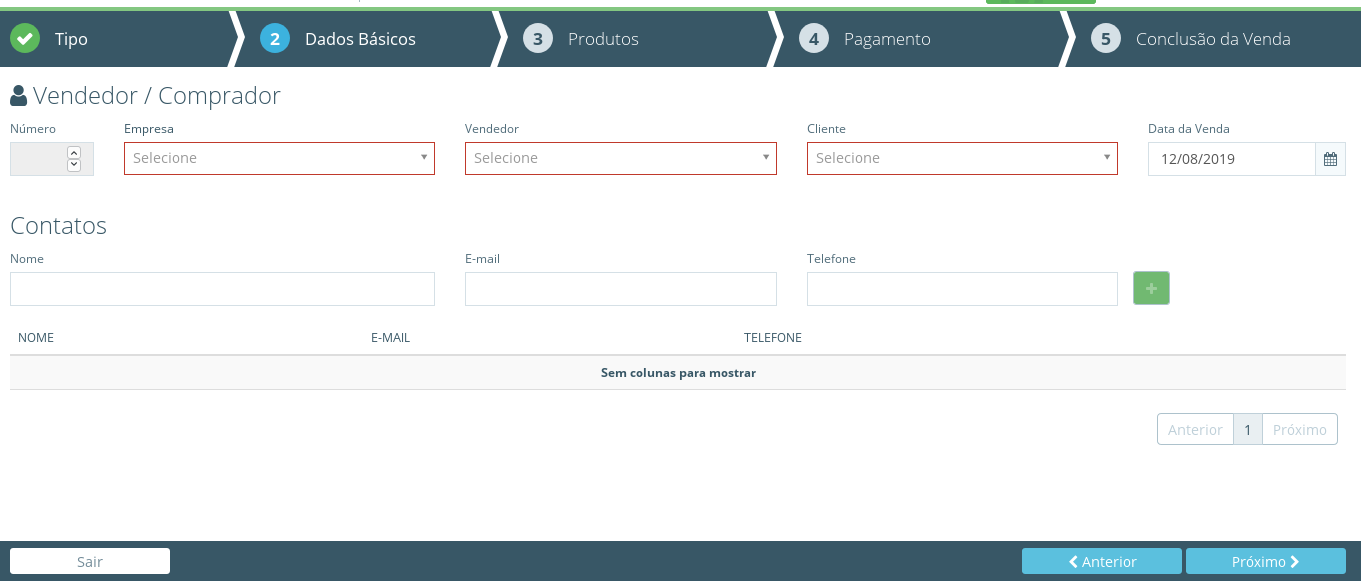 Tipo 2 Dados Básicos 3 Produtos 4 Pagamento 5 Conclusão da Venda
Vendedor / Comprador
Número Empresa Vendedor Cliente Data da Venda
Selecione Selecione Selecione 12/08/2019
Contatos
Nome E-mail Telefone
NOME E-MAIL TELEFONE
Sem colunas para mostrar
Anterior 1 Próximo
Sair Anterior Próximo